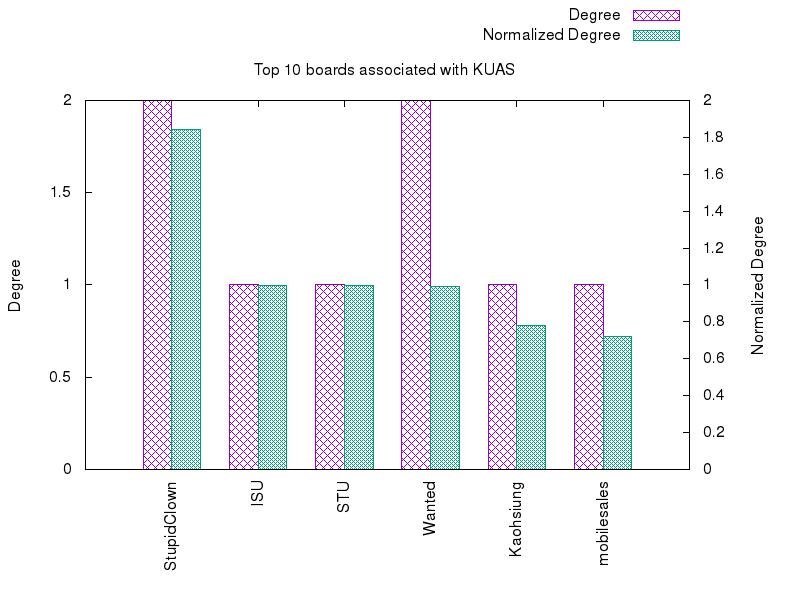 Degree
Normalized Degree
Top 10 boards associated with KUAS
2
1.5
1
0.5
0
2
1.8
1.6
1.4
1.2
1
0.8
0.6
0.4
0.2
0
Degree
Normalized Degree
StupidClown
ISU
STU
Wanted
Kaohsiung
mobilesales